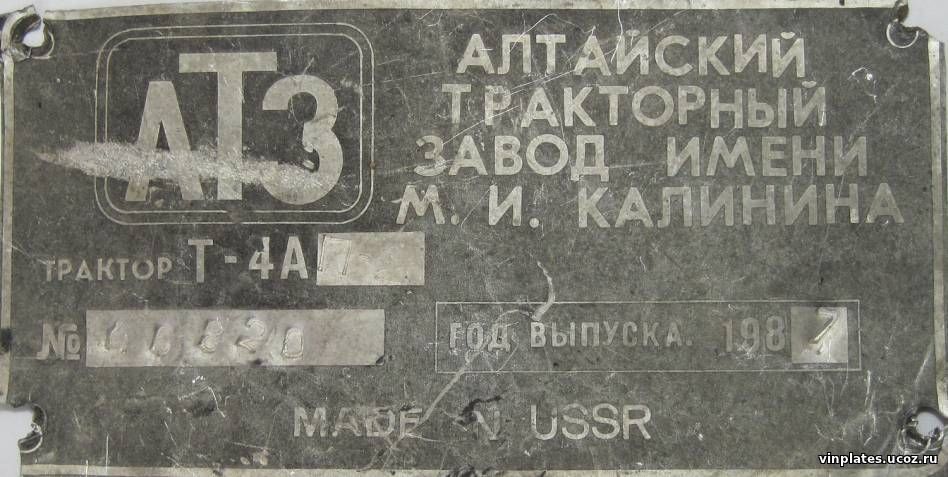 АТЗ
АЛТАЙСКИЙ
ТРАКТОРНЫЙ
ЗАВОД ИМЕНИ
М. И. КАЛИНИНА
ТРАКТОР Т-4А
№
ГОД ВЫПУСКА. 1987
MADE IN USSR
vinplates.ucoz.ru